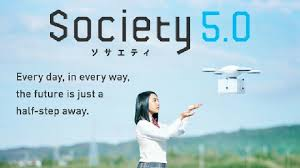 Society 5.0
ソサエティ
Every day, in every way,
the future is just a
half-step away.